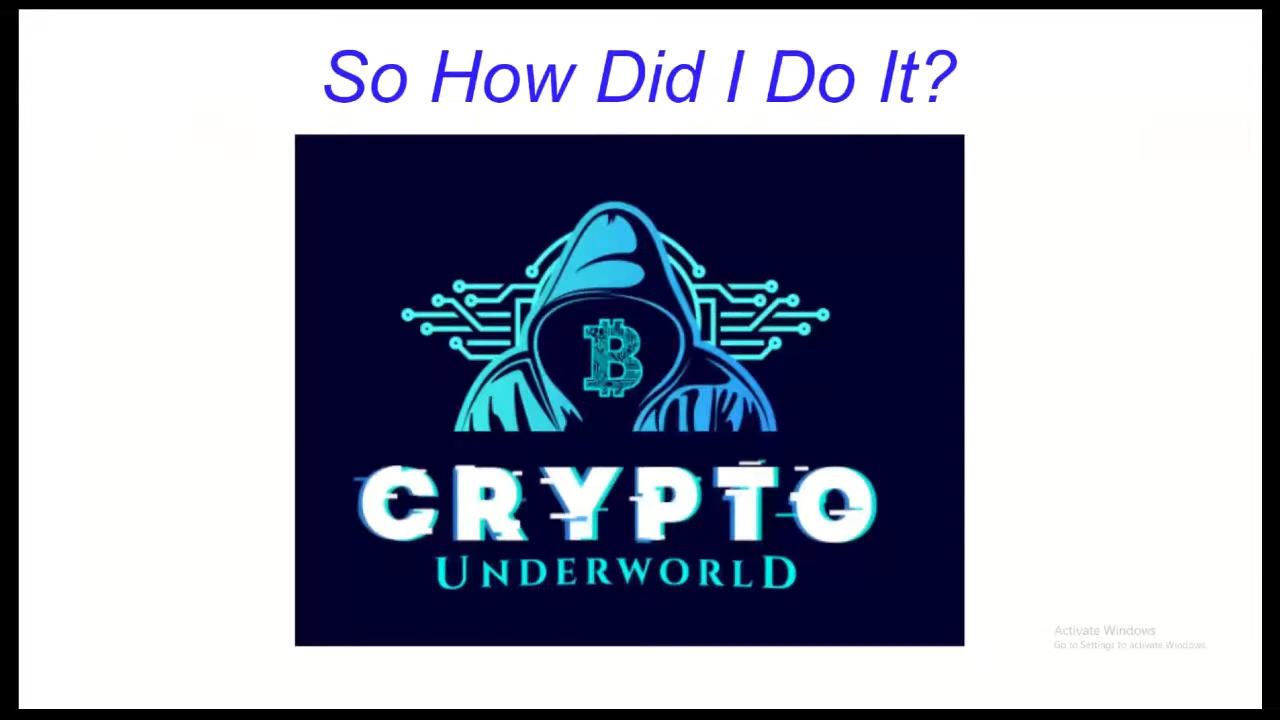 So How Did I Do It?
CRYPTO
UNDERWORLD
Activate Windows
Go to Settings to activate Windows.